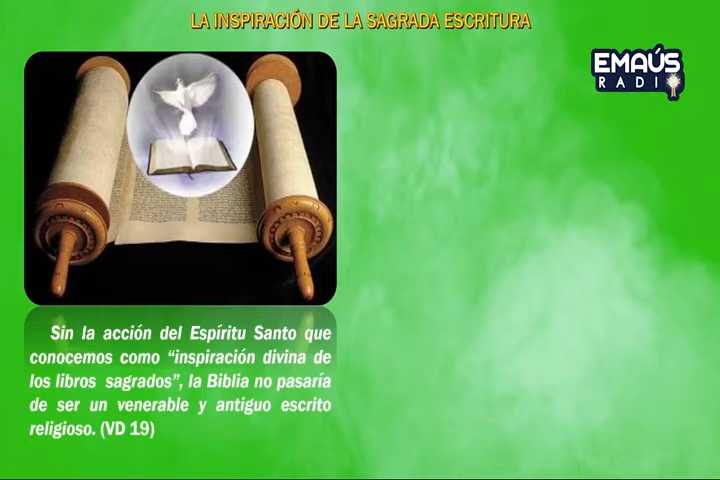 LA INSPIRACIÓN DE LA SAGRADA ESCRITURA
EMAÚS
RADIO
Sin la acción del Espíritu Santo que
conocemos como “inspiración divina de
los libros sagrados”, la Biblia no pasaría
de ser un venerable y antiguo escrito
religioso. (VD 19)